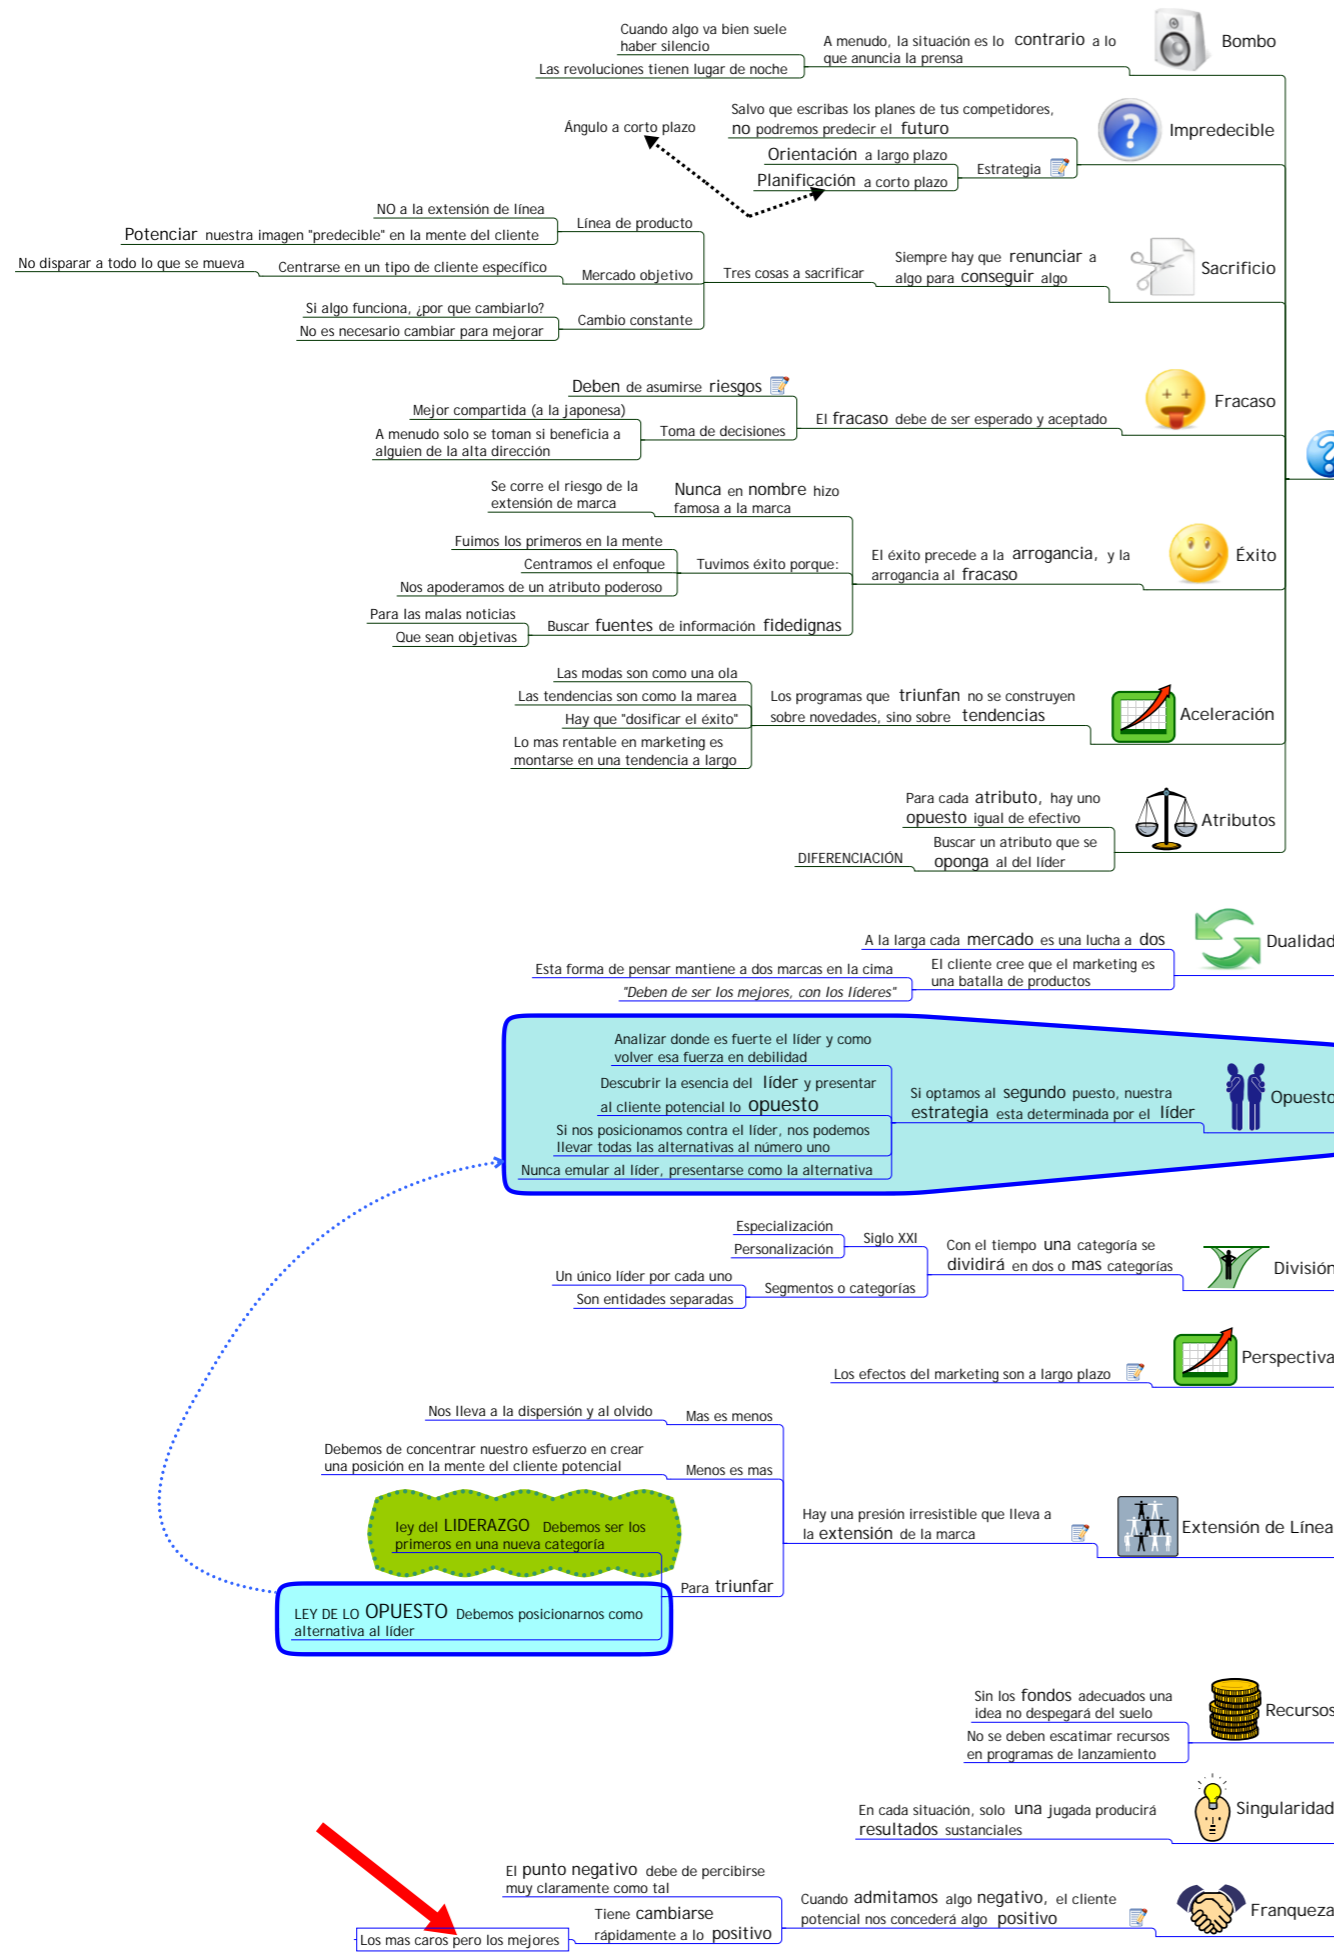 Bombo
A menudo, la situación es lo contrario a lo
que anuncia la prensa
Cuando algo va bien suele
haber silencio
Las revoluciones tienen lugar de noche
Impredecible
Salvo que escribas los planes de tus competidores,
no podremos predecir el futuro
Estrategia
Orientación a largo plazo
Planificación a corto plazo
Ángulo a corto plazo
Sacrificio
Siempre hay que renunciar a
algo para conseguir algo
Tres cosas a sacrificar
Línea de producto
NO a la extensión de línea
Potenciar nuestra imagen "predecible" en la mente del cliente
Mercado objetivo
Centrarse en un tipo de cliente específico
No disparar a todo lo que se mueva
Cambio constante
Si algo funciona, ¿por que cambiarlo?
No es necesario cambiar para mejorar
Fracaso
El fracaso debe de ser esperado y aceptado
Deben de asumirse riesgos
Toma de decisiones
Mejor compartida (a la japonesa)
A menudo solo se toman si beneficia a
alguien de la alta dirección
Éxito
El éxito precede a la arrogancia, y la
arrogancia al fracaso
Nunca en nombre hizo
famosa a la marca
Se corre el riesgo de la
extensión de marca
Tuvimos éxito porque:
Fuimos los primeros en la mente
Centramos el enfoque
Nos apoderamos de un atributo poderoso
Buscar fuentes de información fidedignas
Para las malas noticias
Que sean objetivas
Aceleración
Los programas que triunfan no se construyen
sobre novedades, sino sobre tendencias
Las modas son como una ola
Las tendencias son como la marea
Hay que "dosificar el éxito"
Lo mas rentable en marketing es
montarse en una tendencia a largo
Atributos
Para cada atributo, hay uno
opuesto igual de efectivo
Buscar un atributo que se
oponga al del líder
DIFERENCIACIÓN
Dualidad
A la larga cada mercado es una lucha a dos
El cliente cree que el marketing es
una batalla de productos
Esta forma de pensar mantiene a dos marcas en la cima
"Deben de ser los mejores, con los líderes"
Opuesto
Si optamos al segundo puesto, nuestra
estrategia esta determinada por el líder
Analizar donde es fuerte el líder y como
volver esa fuerza en debilidad
Descubrir la esencia del líder y presentar
al cliente potencial lo opuesto
Si nos posicionamos contra el líder, nos podemos
llevar todas las alternativas al número uno
Nunca emular al líder, presentarse como la alternativa
División
Con el tiempo una categoría se
dividirá en dos o mas categorías
Siglo XXI
Especialización
Personalización
Segmentos o categorías
Un único líder por cada uno
Son entidades separadas
Perspectiva
Los efectos del marketing son a largo plazo
Extensión de Línea
Hay una presión irresistible que lleva a
la extensión de la marca
Mas es menos
Nos lleva a la dispersión y al olvido
Menos es mas
Debemos de concentrar nuestro esfuerzo en crear
una posición en la mente del cliente potencial
Para triunfar
ley del LIDERAZGO Debemos ser los
primeros en una nueva categoría
LEY DE LO OPUESTO Debemos posicionarnos como
alternativa al líder
Recursos
Sin los fondos adecuados una
idea no despegará del suelo
No se deben escatimar recursos
en programas de lanzamiento
Singularidad
En cada situación, solo una jugada producirá
resultados sustanciales
Franqueza
Cuando admitamos algo negativo, el cliente
potencial nos concederá algo positivo
El punto negativo debe de percibirse
muy claramente como tal
Tiene cambiarse
rápidamente a lo positivo
Los mas caros pero los mejores